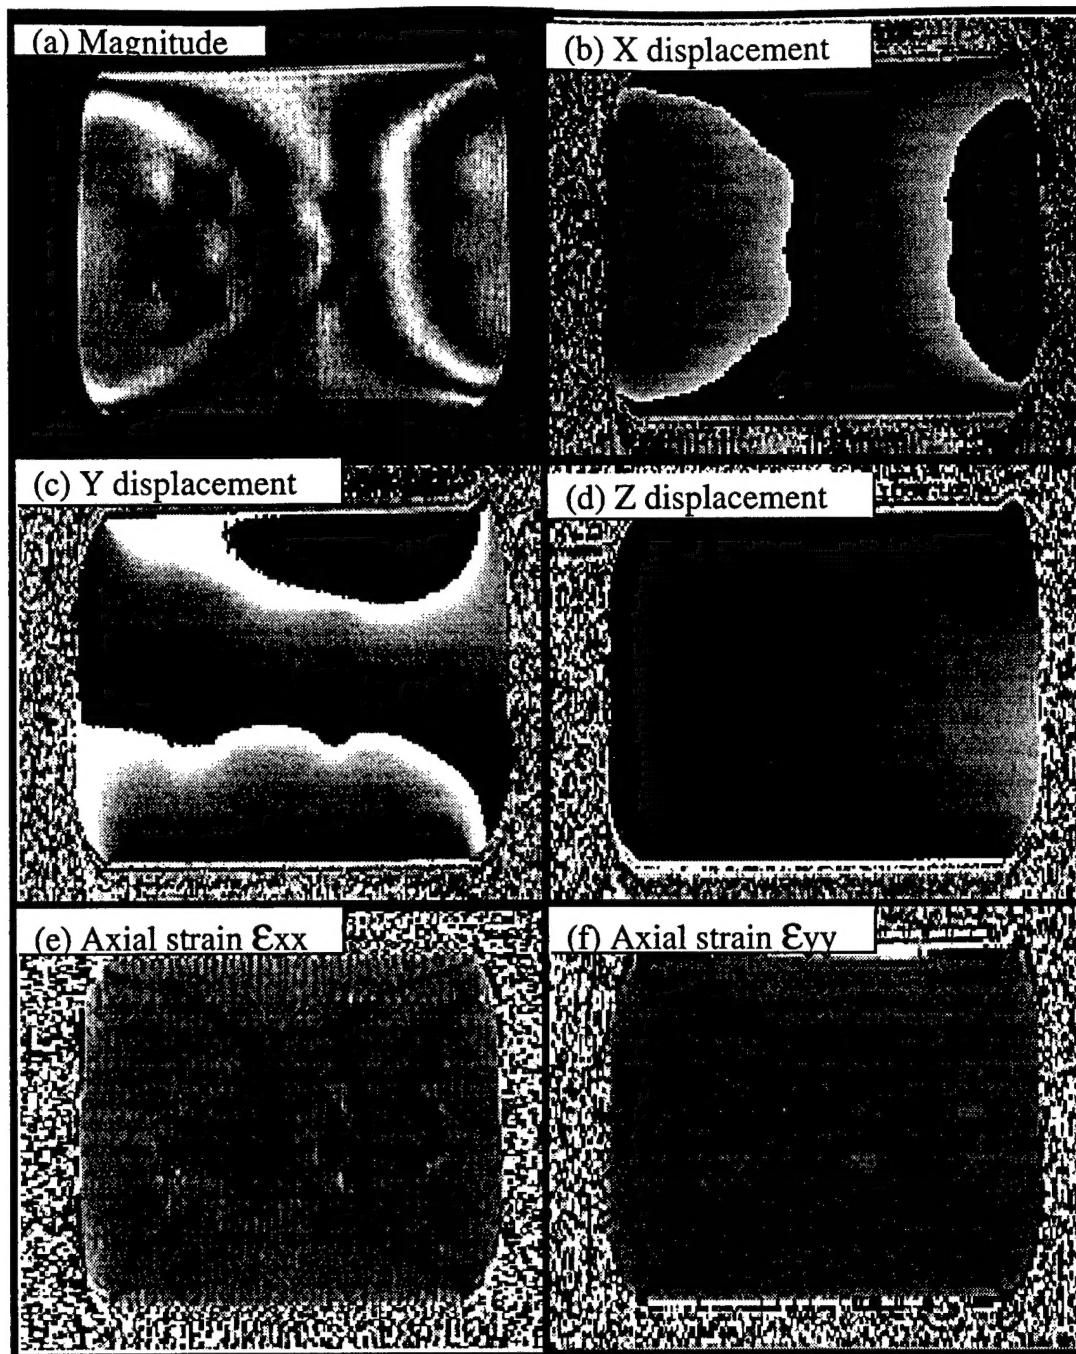 (a) Magnitude
(b) X displacement
(c) Y displacement
(d) Z displacement
(e) Axial strain εxx
(f) Axial strain εyy